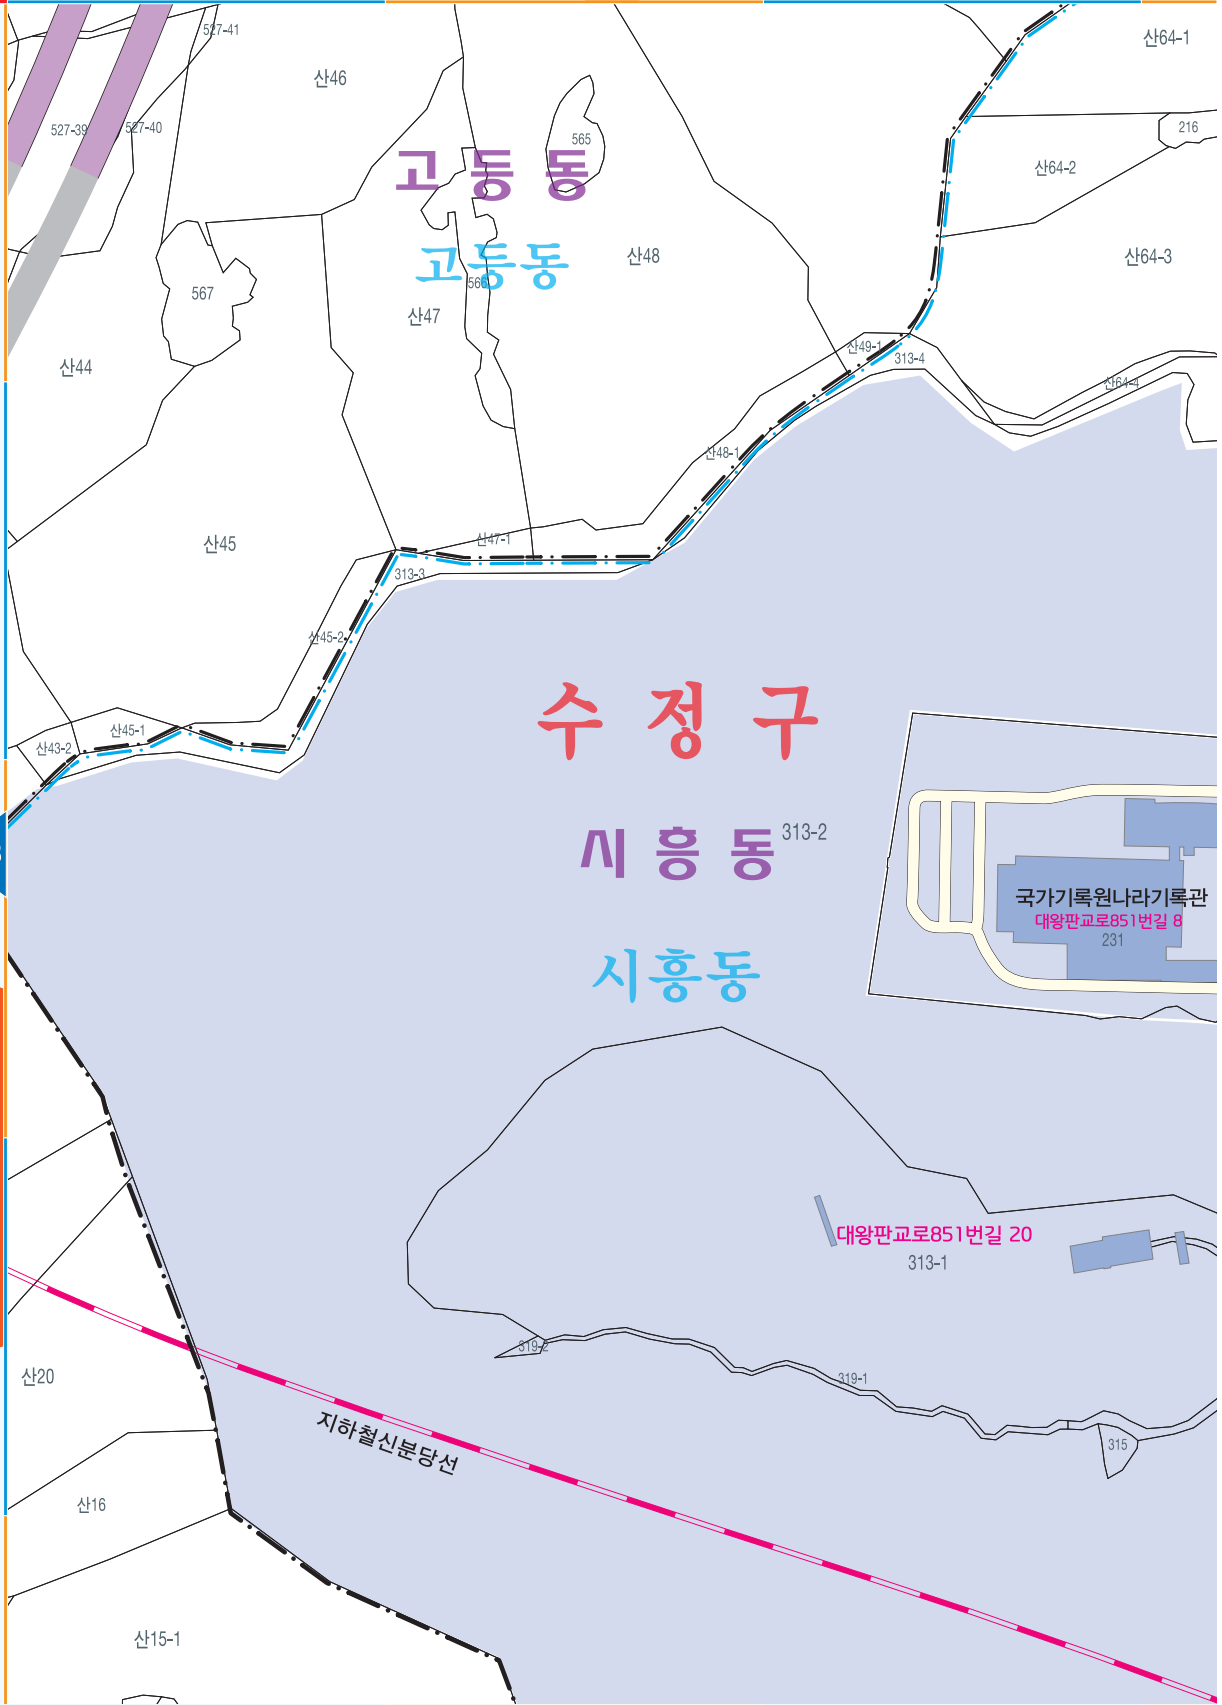 527-41
산64-1
산46
527-39
527-40
565
216
고 등 동
산64-2
고등동
산48
산64-3
566
567
산47
산44
산49-1
313-4
산64-4
산48-1
산47-1
산45
313-3
산45-2
수 정 구
산45-1
산43-2
시 흥 동
313-2
국가기록원나라기록관
대왕판교로851번길 8
231
시흥동
대왕판교로851번길 20
313-1
319-2
산20
319-1
지하철신분당선
315
산16
산15-1